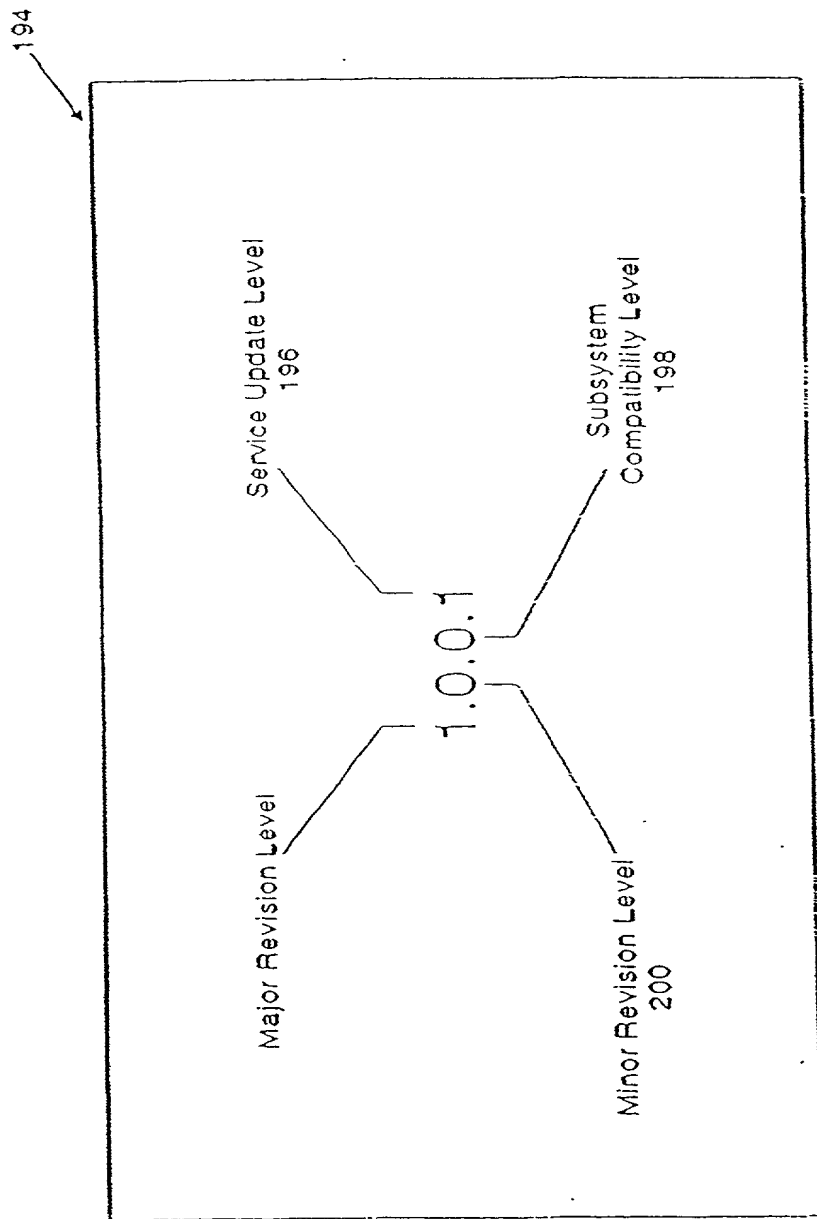 194
Major Revision Level
Service Update Level
196
1.0.0.1
Minor Revision Level
200
Subsystem
Compatibility Level
198